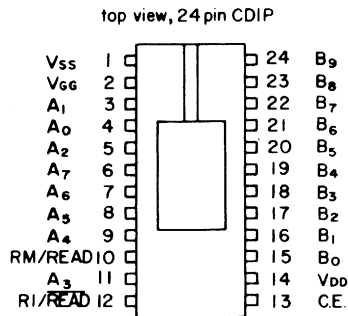 top view, 24 pin CDIP
VSS 1 24 B9
VGG 2 23 B8
A1 3 22 B7
A0 4 21 B6
A2 5 20 B5
A7 6 19 B4
A6 7 18 B3
A5 8 17 B2
A4 9 16 B1
RM/READ 10 15 B0
A3 11 14 VDD
RI/R̅E̅A̅D̅ 12 13 C.E.